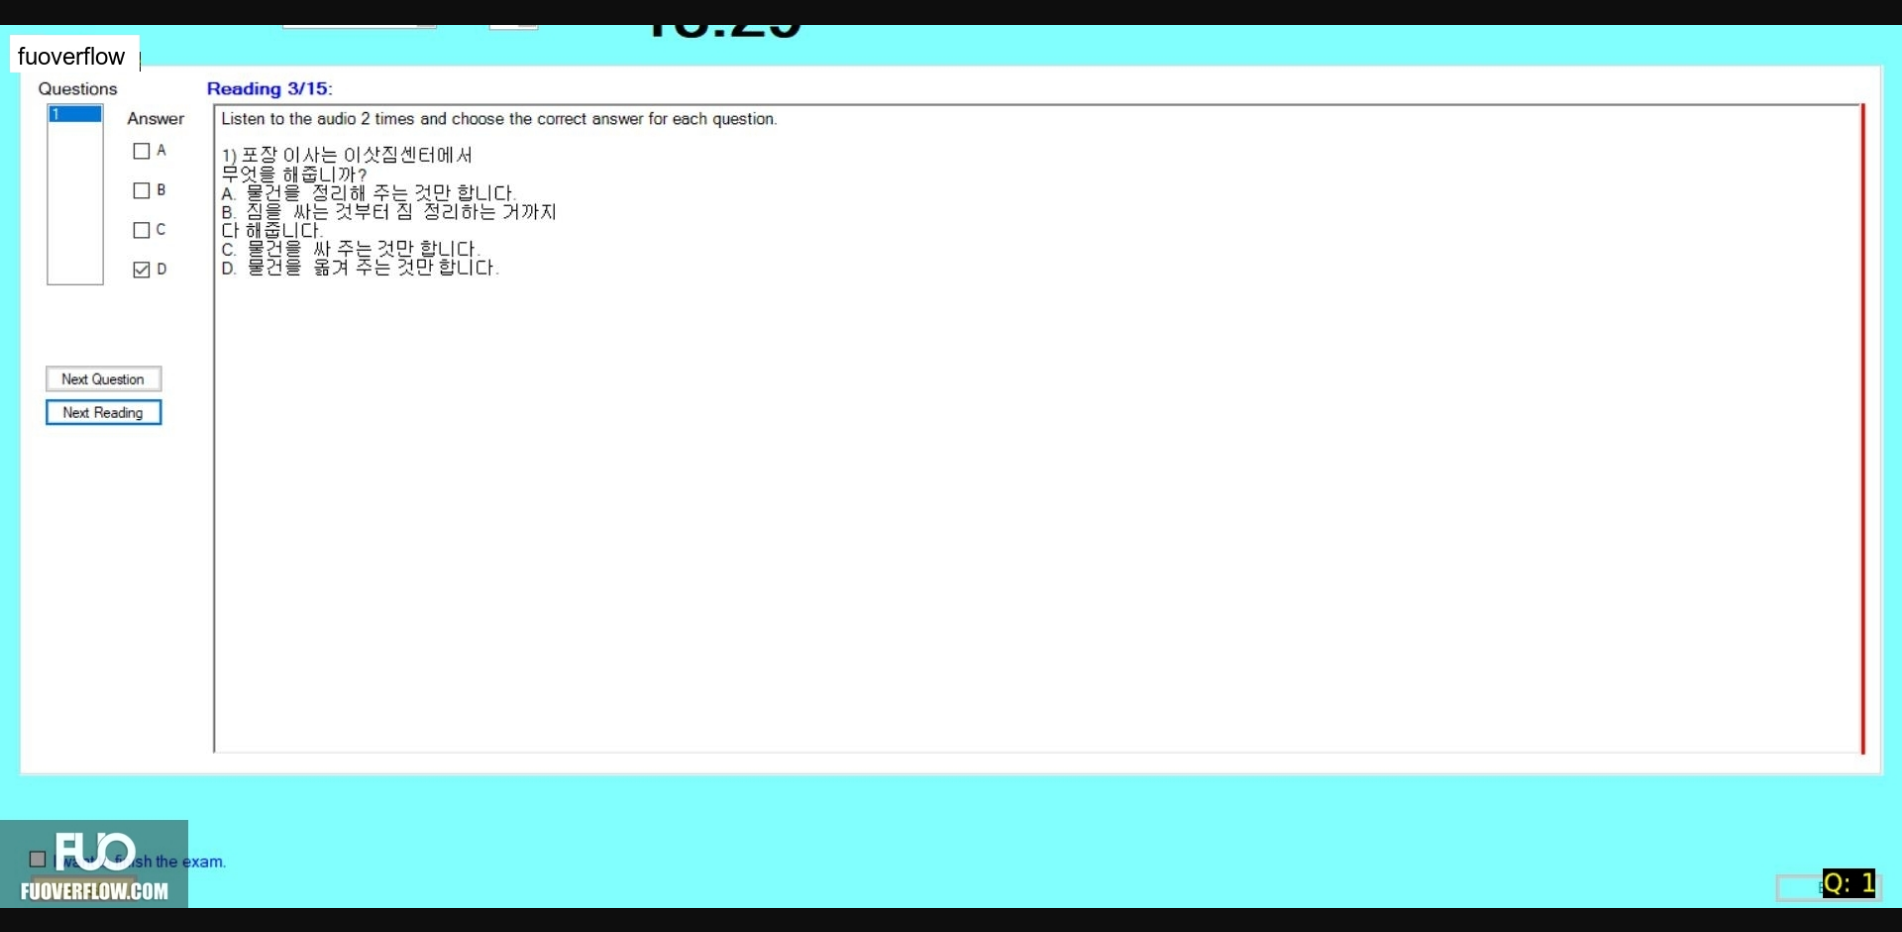 fuoverflow
Questions
Reading 3/15:
1
Answer
Listen to the audio 2 times and choose the correct answer for each question.
A
B
C
D
1) 포장 이사는 이삿짐센터에서
무엇을 해줍니까?
A. 물건을 정리해 주는 것만 합니다.
B. 짐을 싸는 것부터 짐 정리하는 거까지
다 해줍니다.
C. 물건을 싸 주는 것만 합니다.
D. 물건을 옮겨 주는 것만 합니다.
Next Question
Next Reading
FUO
the exam.
FUOVERFLOW.COM
Q: 1